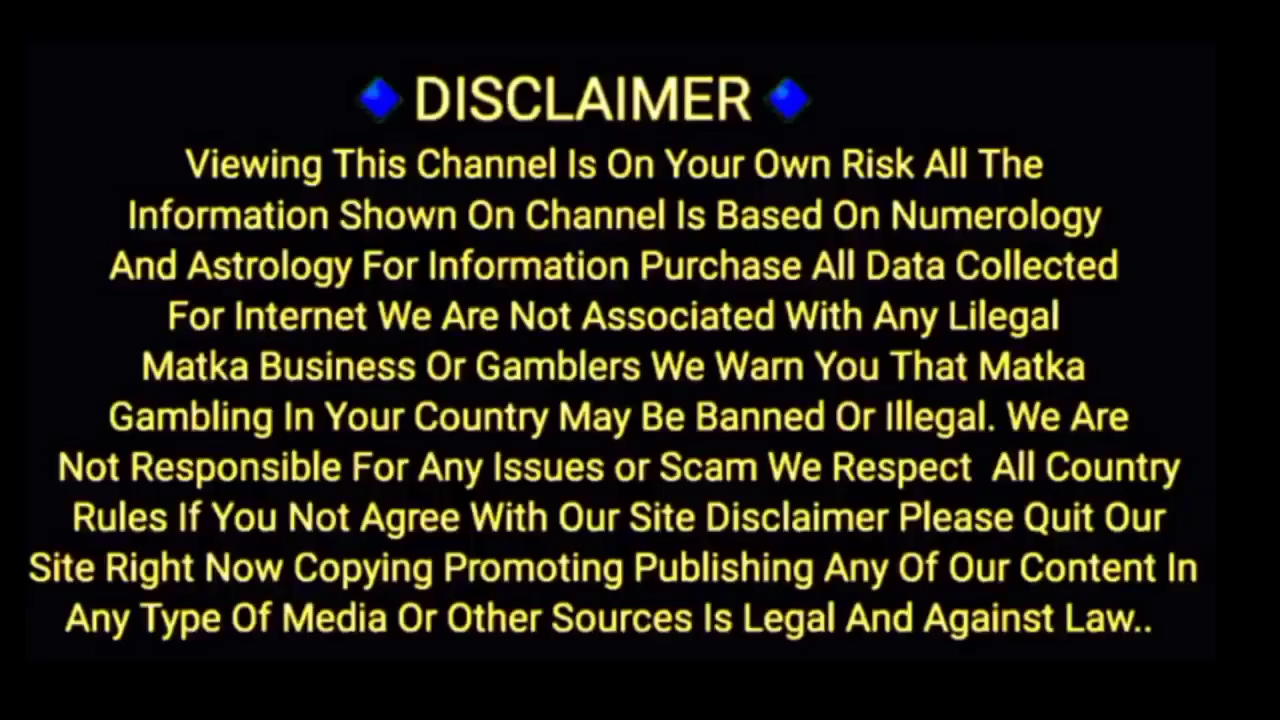 🔹DISCLAIMER🔹
Viewing This Channel Is On Your Own Risk All The
Information Shown On Channel Is Based On Numerology
And Astrology For Information Purchase All Data Collected
For Internet We Are Not Associated With Any Lilegal
Matka Business Or Gamblers We Warn You That Matka
Gambling In Your Country May Be Banned Or Illegal. We Are
Not Responsible For Any Issues or Scam We Respect  All Country
Rules If You Not Agree With Our Site Disclaimer Please Quit Our
Site Right Now Copying Promoting Publishing Any Of Our Content In
Any Type Of Media Or Other Sources Is Legal And Against Law..